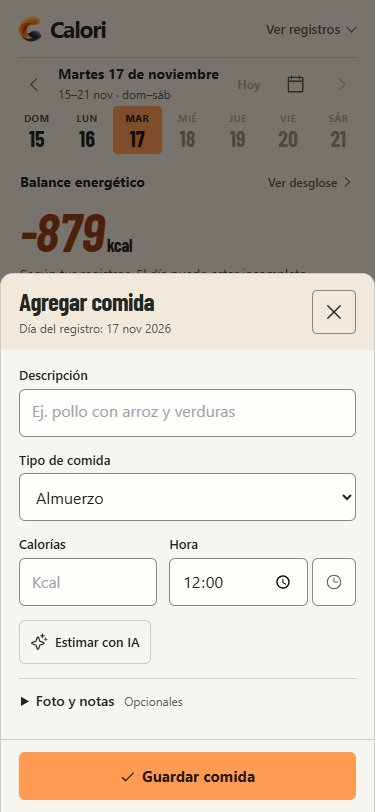 Calori
Ver registros
Martes 17 de noviembre
15–21 nov · dom–sáb
Hoy
DOM LUN MAR MIÉ JUE VIE SÁB
15 16 17 18 19 20 21
Balance energético
Ver desglose
-879 kcal
Agregar comida
Día del registro: 17 nov 2026
Descripción
Ej. pollo con arroz y verduras
Tipo de comida
Almuerzo
Calorías Hora
Kcal 12:00
Estimar con IA
Foto y notas Opcionales
Guardar comida